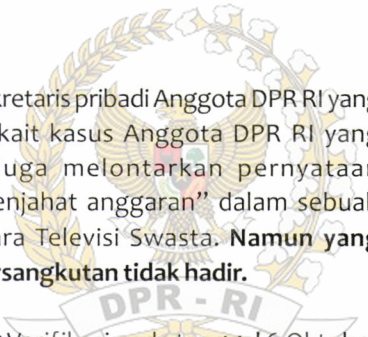 kretaris pribadi Anggota DPR RI yang
kait kasus Anggota DPR RI yang
uga melontarkan pernyataan
enjahat anggaran” dalam sebuah
ara Televisi Swasta. Namun yang
rsangkutan tidak hadir.
DPR - RI